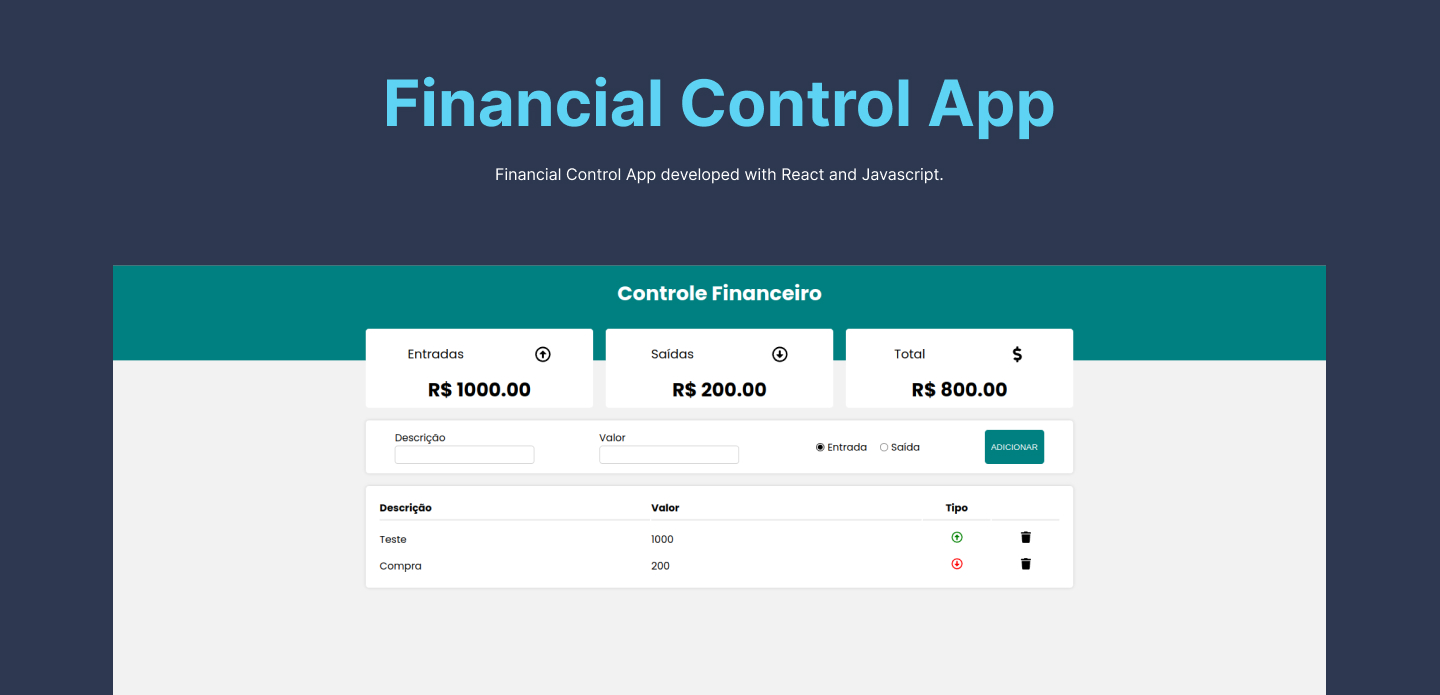 Financial Control App
Financial Control App developed with React and Javascript.
Controle Financeiro
Entradas
R$ 1000.00
Saídas
R$ 200.00
Total
R$ 800.00
Descrição
Valor
Entrada
Saída
ADICIONAR
Descrição Valor Tipo
Teste 1000
Compra 200